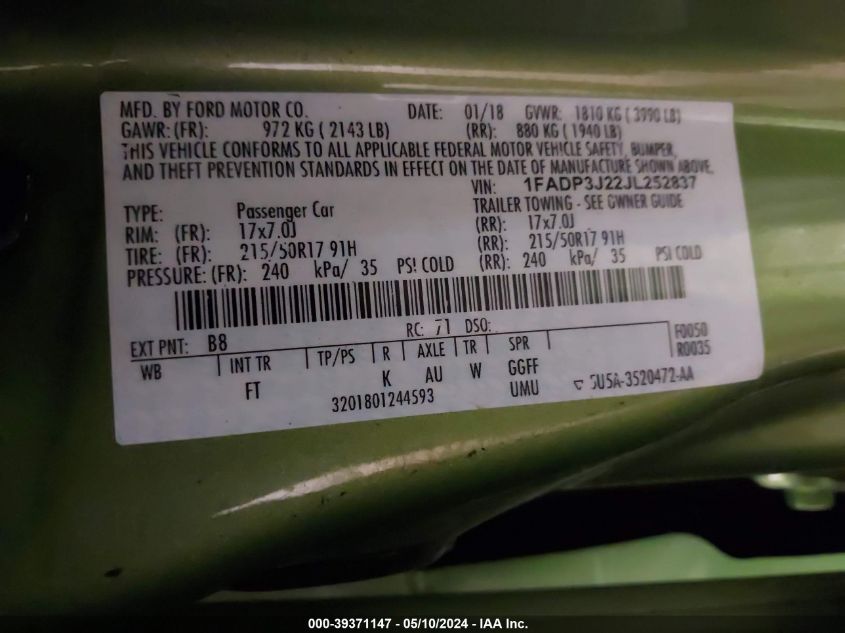 MFD. BY FORD MOTOR CO. DATE: 01/18 GVWR: 1810 KG ( 3990 LB)
GAWR: (FR): 972 KG ( 2143 LB) (RR): 880 KG ( 1940 LB)
THIS VEHICLE CONFORMS TO ALL APPLICABLE FEDERAL MOTOR VEHICLE SAFETY, BUMPER,
AND THEFT PREVENTION STANDARDS IN EFFECT ON THE DATE OF MANUFACTURE SHOWN ABOVE.
VIN: 1FADP3J22JL252837
TYPE: Passenger Car TRAILER TOWING - SEE OWNER GUIDE
RIM: (FR): 17x7.0J (RR): 17x7.0J
TIRE: (FR): 215/50R17 91H (RR): 215/50R17 91H
PRESSURE: (FR): 240 kPa/ 35 PSI COLD (RR): 240 kPa/ 35 PSI COLD
EXT PNT: B8 RC: 71 DSO: F0050
WB INT TR TP/PS R AXLE TR SPR R0035
FT K AU W GGFF
3201801244593 UMU 5U5A-3520472-AA
000-39371147 — 05/10/2024 — IAA Inc.